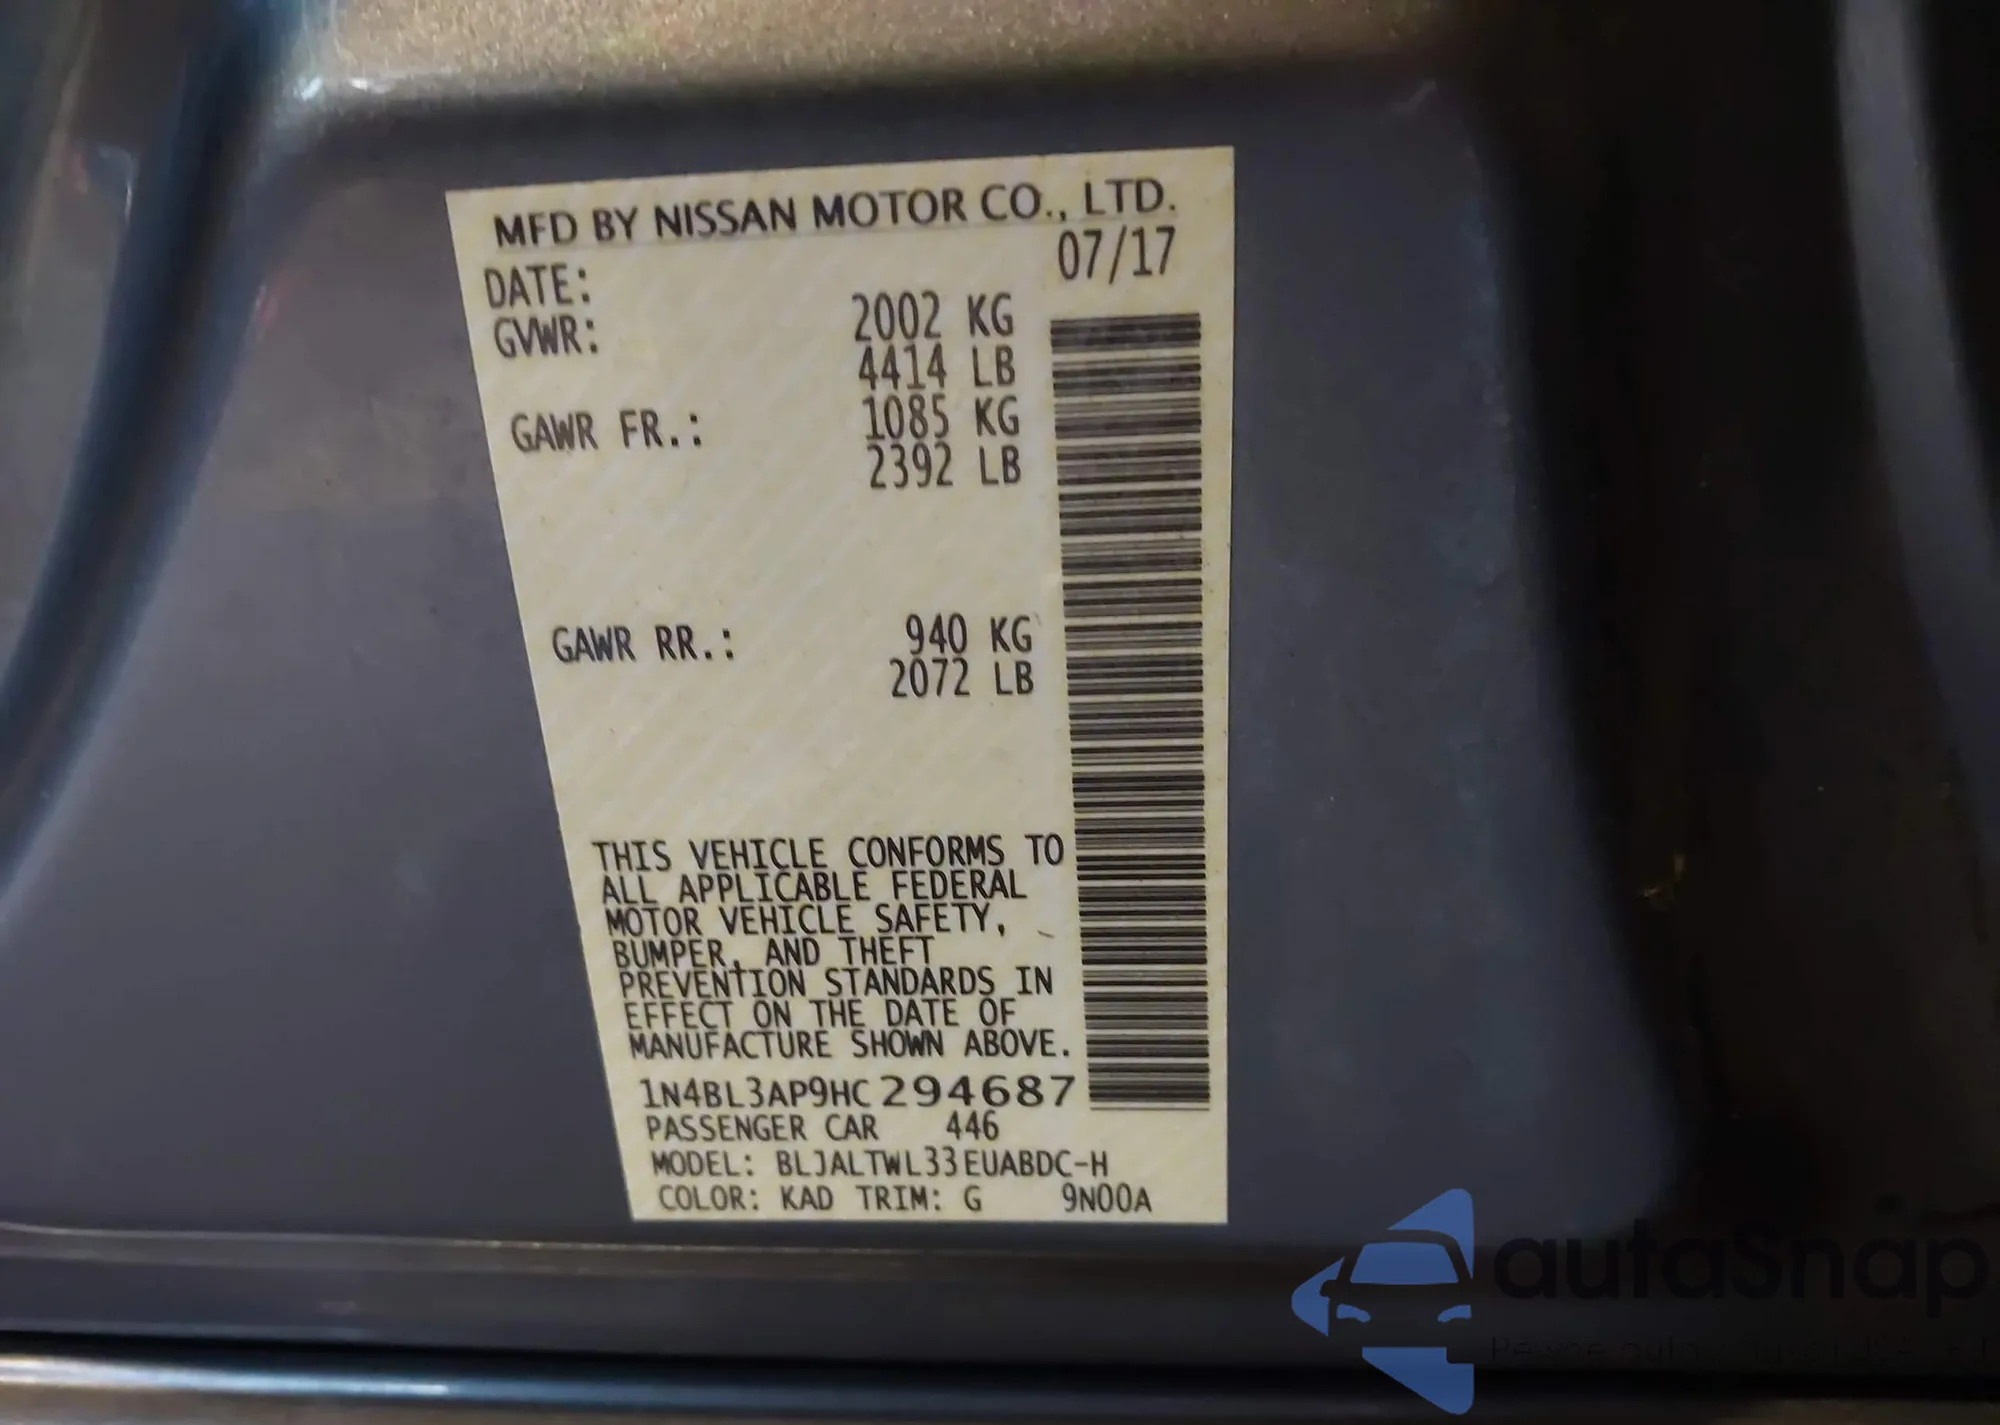 MFD BY NISSAN MOTOR CO., LTD.
DATE: 07/17
GVWR: 2002 KG
4414 LB
GAWR FR.: 1085 KG
2392 LB
GAWR RR.: 940 KG
2072 LB
THIS VEHICLE CONFORMS TO
ALL APPLICABLE FEDERAL
MOTOR VEHICLE SAFETY,
BUMPER, AND THEFT
PREVENTION STANDARDS IN
EFFECT ON THE DATE OF
MANUFACTURE SHOWN ABOVE.
1N4BL3AP9HC294687
PASSENGER CAR 446
MODEL: BLJALTWL33EUABDC-H
COLOR: KAD TRIM: G 9N00A
autoSnap